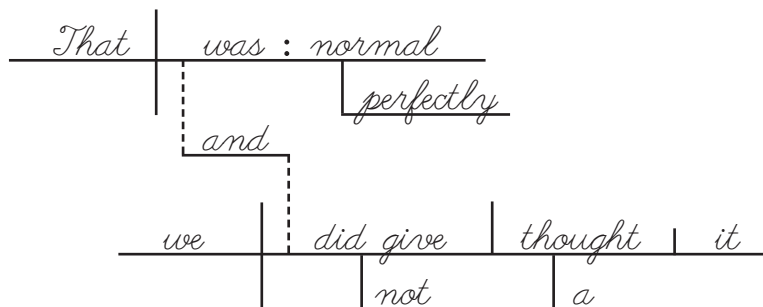 That was : normal
perfectly
and
we did give thought it
not a